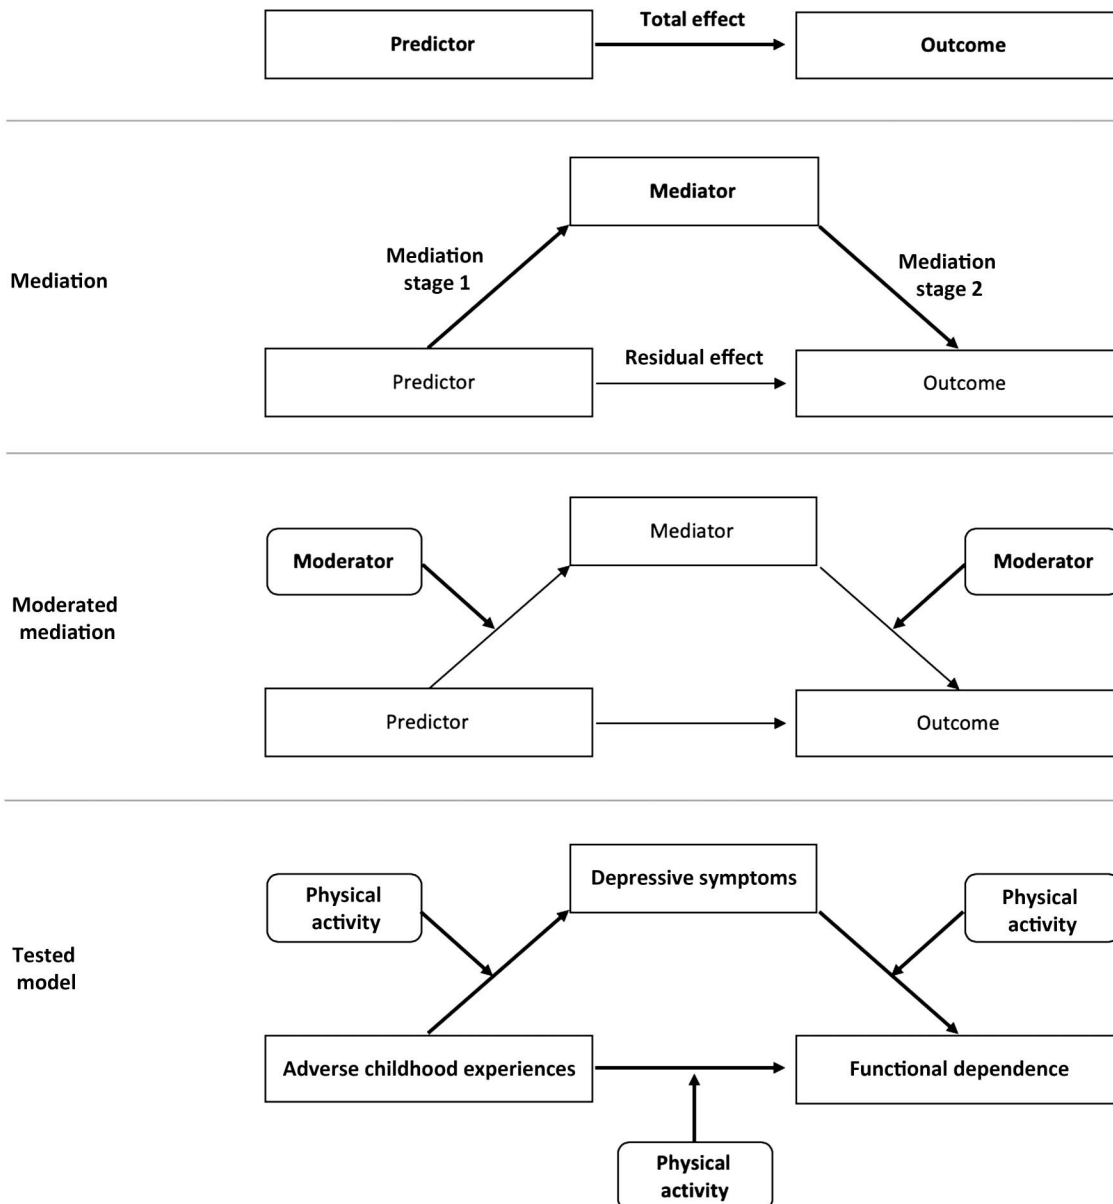 Total effect
Predictor
Outcome
Mediation
Mediator
Mediation
stage 1
Mediation
stage 2
Residual effect
Predictor
Outcome
Moderated
mediation
Moderator
Mediator
Moderator
Predictor
Outcome
Tested
model
Physical
activity
Depressive symptoms
Physical
activity
Adverse childhood experiences
Functional dependence
Physical
activity